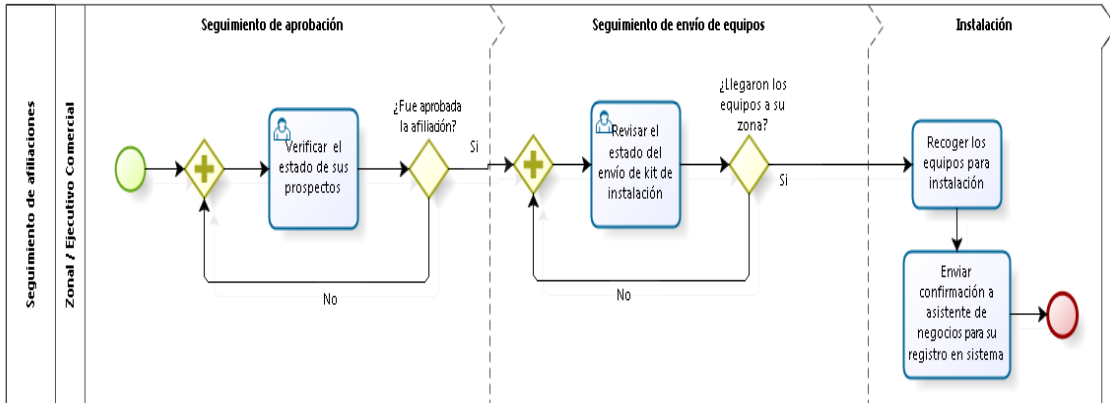 Seguimiento de afiliaciones
Zonal / Ejecutivo Comercial
Seguimiento de aprobación
Verificar el
estado de sus
prospectos
¿Fue aprobada
la afiliación?
Si
No
Seguimiento de envío de equipos
Revisar el
estado del
envío de kit de
instalación
¿Llegaron los
equipos a su
zona?
Si
No
Instalación
Recoger los
equipos para
instalación
Enviar
confirmación a
asistente de
negocios para su
registro en sistema